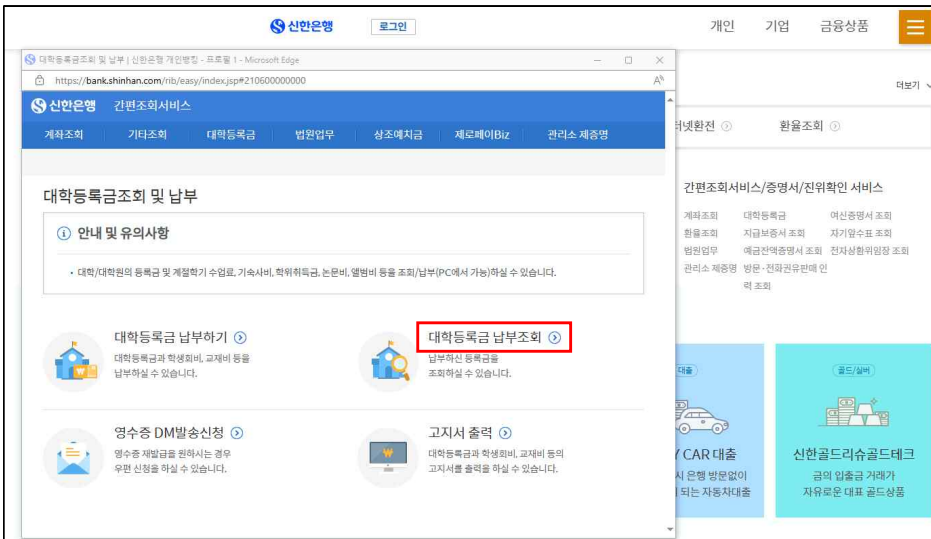 신한은행
로그인
개인
기업
금융상품
대학등록금조회 및 납부 | 신한은행 개인뱅킹 - 프로필 1 - Microsoft Edge
https://bank.shinhan.com/rib/easy/index.jsp#210600000000
더보기
신한은행 간편조회서비스
계좌조회
기타조회
대학등록금
법원업무
상조예치금
제로페이Biz
관리소 제증명
터넷환전
환율조회
대학등록금조회 및 납부
안내 및 유의사항
• 대학/대학원의 등록금 및 계절학기 수업료, 기숙사비, 학위취득금, 논문비, 앨범비 등을 조회/납부(PC에서 가능)하실 수 있습니다.
간편조회서비스/증명서/진위확인 서비스
계좌조회 대학등록금 여신증명서 조회
환율조회 지급보증서 조회 자기앞수표 조회
법원업무 예금잔액증명서 조회 전자상환위임장 조회
관리소 제증명 방문·전화권유판매 인
력 조회
대학등록금 납부하기
대학등록금과 학생회비, 교재비 등을
납부하실 수 있습니다.
대학등록금 납부조회
납부하신 등록금을
조회하실 수 있습니다.
영수증 DM발송신청
영수증 재발급을 원하시는 경우
우편 신청을 하실 수 있습니다.
고지서 출력
대학등록금과 학생회비, 교재비 등의
고지서를 출력을 하실 수 있습니다.
대출
Y CAR 대출
시 은행 방문없이
되는 자동차대출
골드/실버
신한골드리슈골드테크
금의 입출금 거래가
자유로운 대표 골드상품